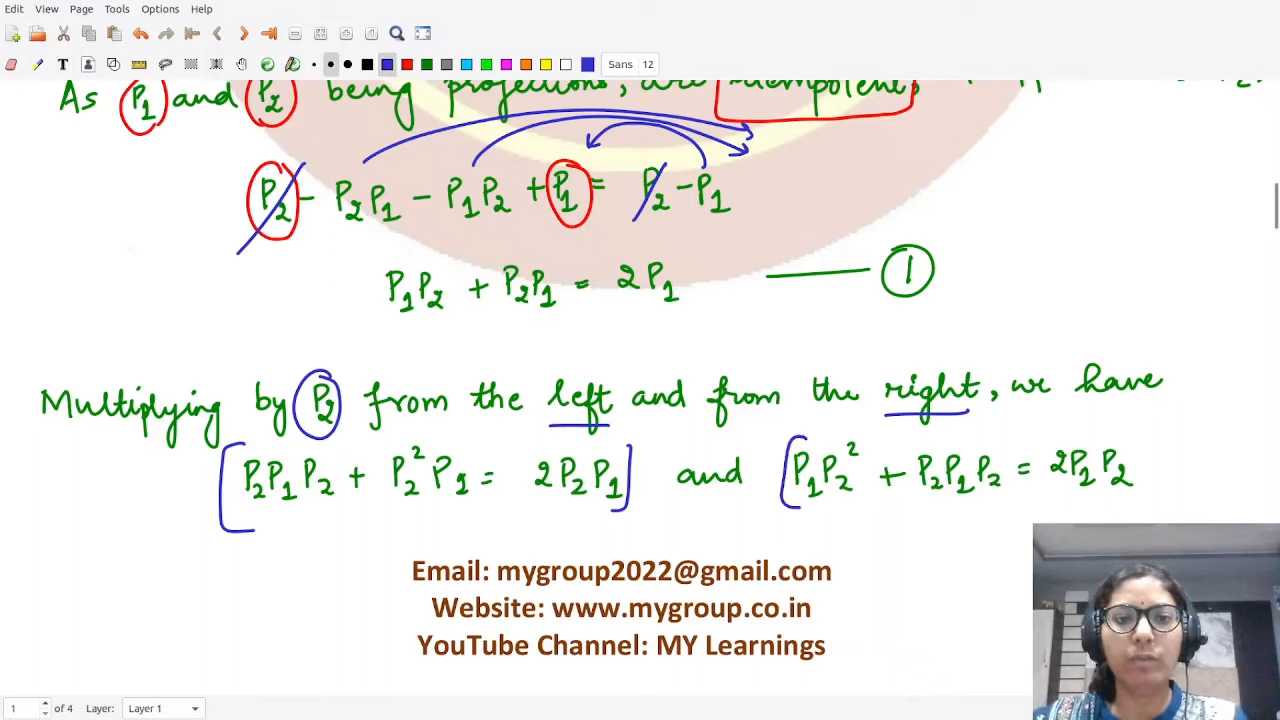 Edit View Page Tools Options Help
Sans 12
As P₁ and P₂ being projections, are idempotent,
P₂ - P₂P₁ - P₁P₂ + P₁ = P₂ - P₁
P₁P₂ + P₂P₁ = 2P₁ ——— ①
Multiplying by P₂ from the left and from the right, we have
[P₂P₁P₂ + P₂²P₁ = 2P₂P₁] and [P₁P₂² + P₂P₁P₂ = 2P₁P₂
Email: mygroup2022@gmail.com
Website: www.mygroup.co.in
YouTube Channel: MY Learnings
1 of 4 Layer: Layer 1